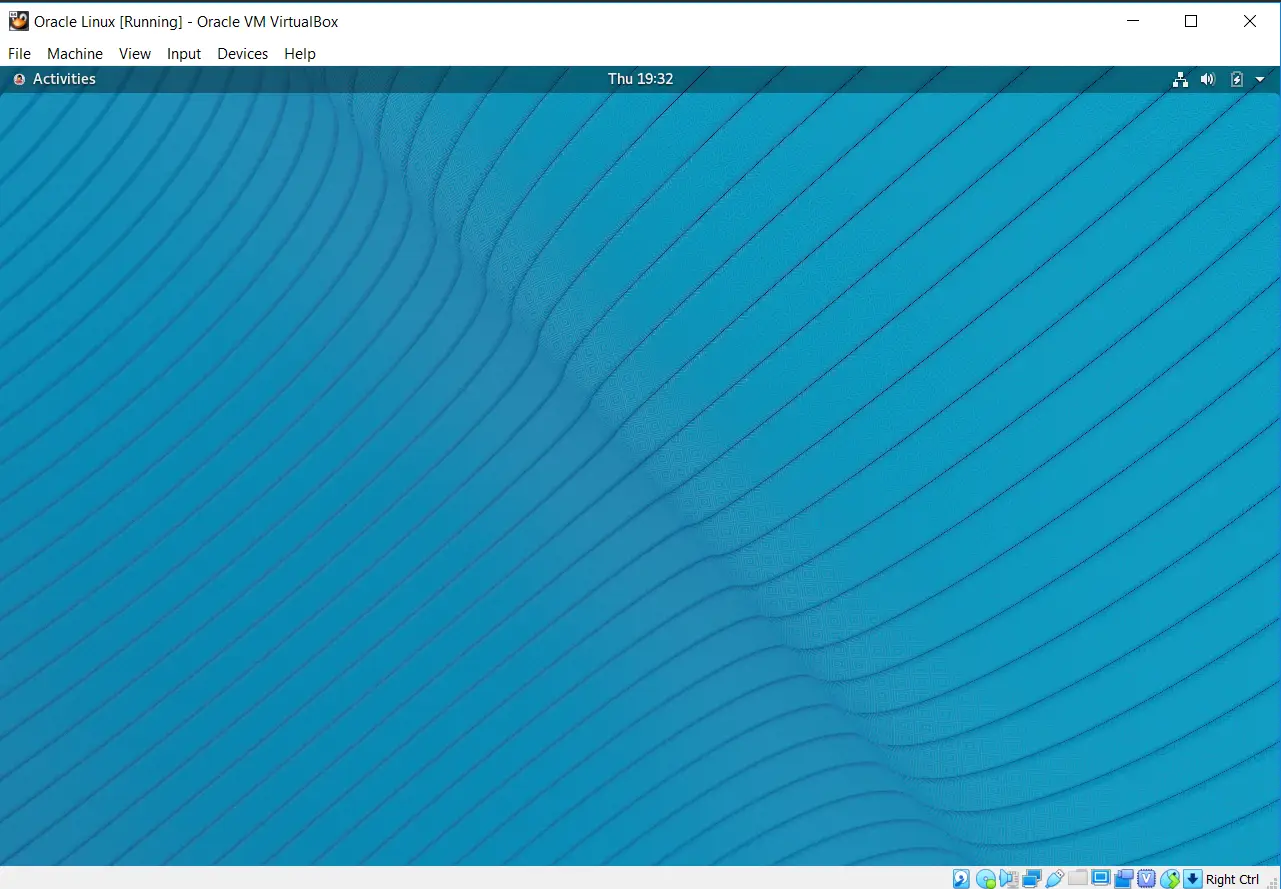 Oracle Linux [Running] - Oracle VM VirtualBox
File Machine View Input Devices Help
Activities Thu 19:32
Right Ctrl